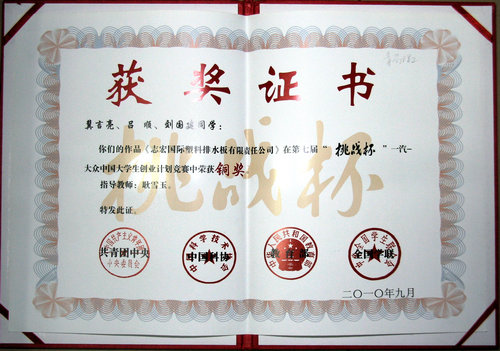 获奖证书
冀言亮、吕 顺、刘国延同学：
你们的作品《志宏国际塑料排水板有限责任公司》在第七届“挑战杯”一汽-
大众中国大学生创业计划竞赛中荣获铜奖。
指导教师：耿雪玉。
特发此证。
挑战杯
共青团中央
中国科协
教育部
全国学联
二〇一〇年九月